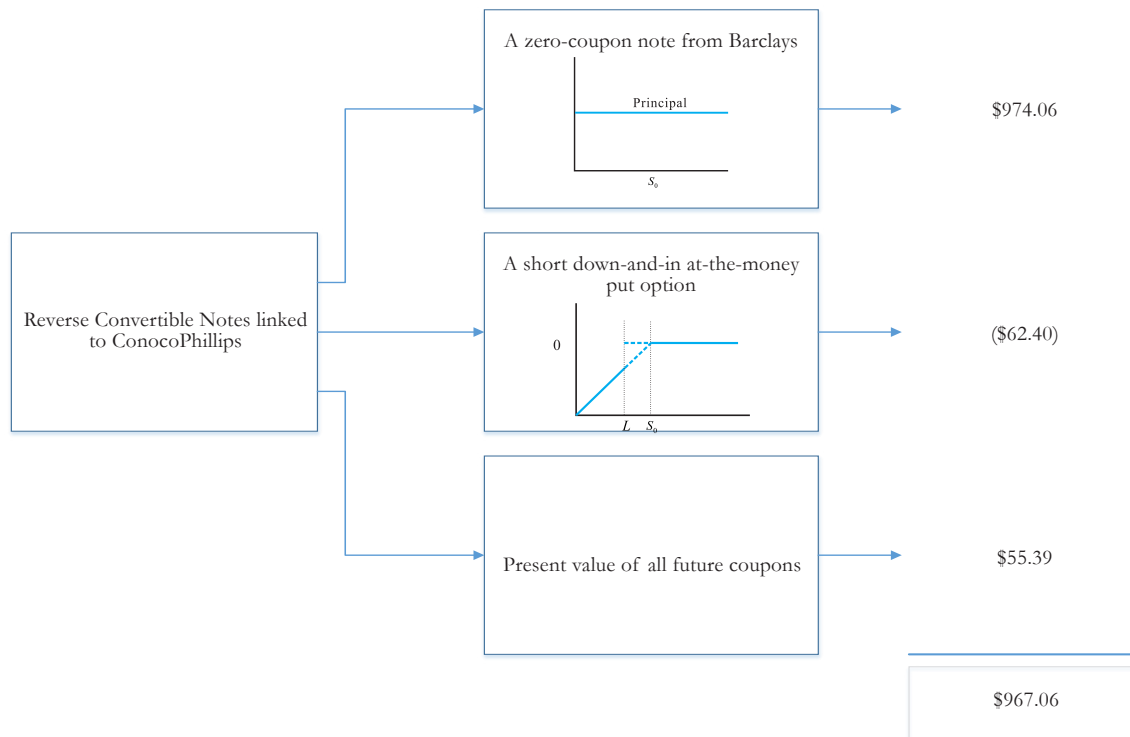 A zero-coupon note from Barclays
Principal
S₀
$974.06
Reverse Convertible Notes linked
to ConocoPhillips
A short down-and-in at-the-money
put option
0
L S₀
($62.40)
Present value of all future coupons
$55.39
$967.06